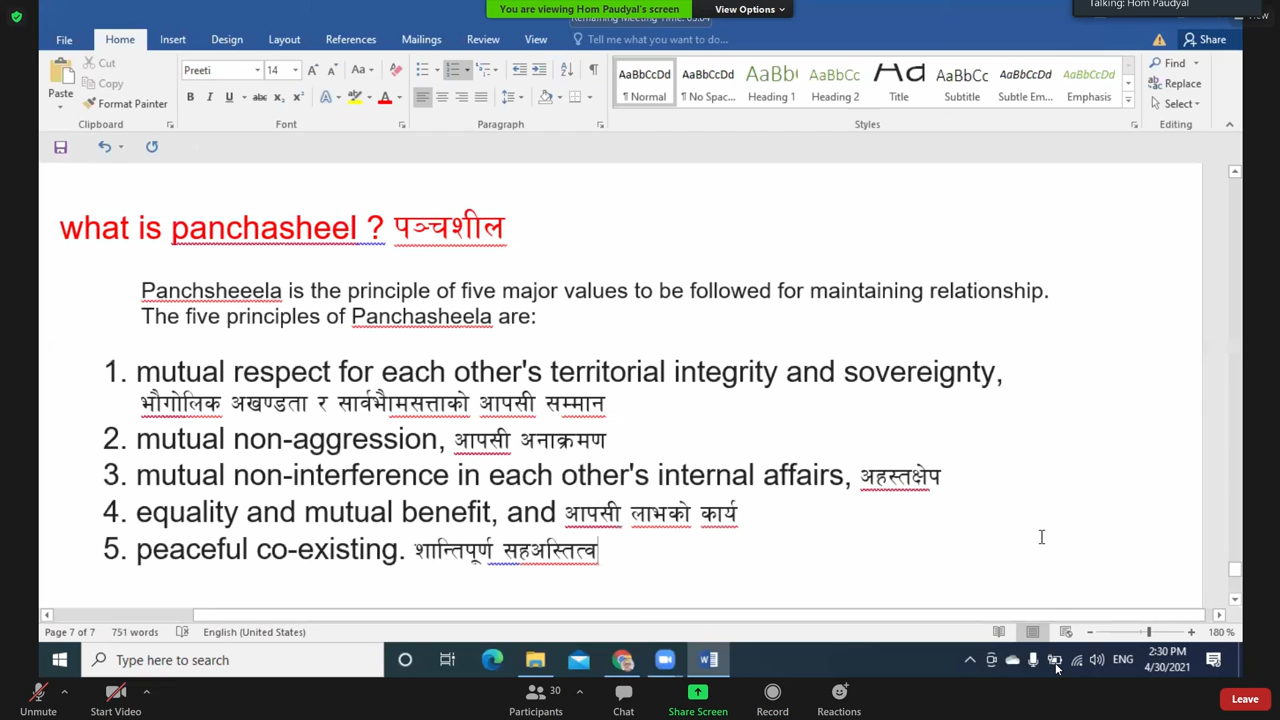 You are viewing Hom Paudyal's screen
View Options
Talking: Hom Paudyal
File Home Insert Design Layout References Mailings Review View Tell me what you want to do... Share
Cut
Copy
Paste
Format Painter
Clipboard
Preeti 14
Font
Paragraph
AaBbCcDd AaBbCcDd AaBbC AaBbCc Aa AaBbCcD AaBbCcDd AaBbCcDd
¶ Normal ¶ No Spac... Heading 1 Heading 2 Title Subtitle Subtle Em... Emphasis
Styles
Find
Replace
Select
Editing
what is panchasheel ? पञ्चशील
Panchsheeela is the principle of five major values to be followed for maintaining relationship.
The five principles of Panchasheela are:
1. mutual respect for each other's territorial integrity and sovereignty,
भौगोलिक अखण्डता र सार्वभौमसत्ताको आपसी सम्मान
2. mutual non-aggression, आपसी अनाक्रमण
3. mutual non-interference in each other's internal affairs, अहस्तक्षेप
4. equality and mutual benefit, and आपसी लाभको कार्य
5. peaceful co-existing. शान्तिपूर्ण सहअस्तित्व
Page 7 of 7 751 words English (United States) 180 %
Type here to search
ENG
2:30 PM
4/30/2021
Unmute Start Video Participants 30 Chat Share Screen Record Reactions Leave